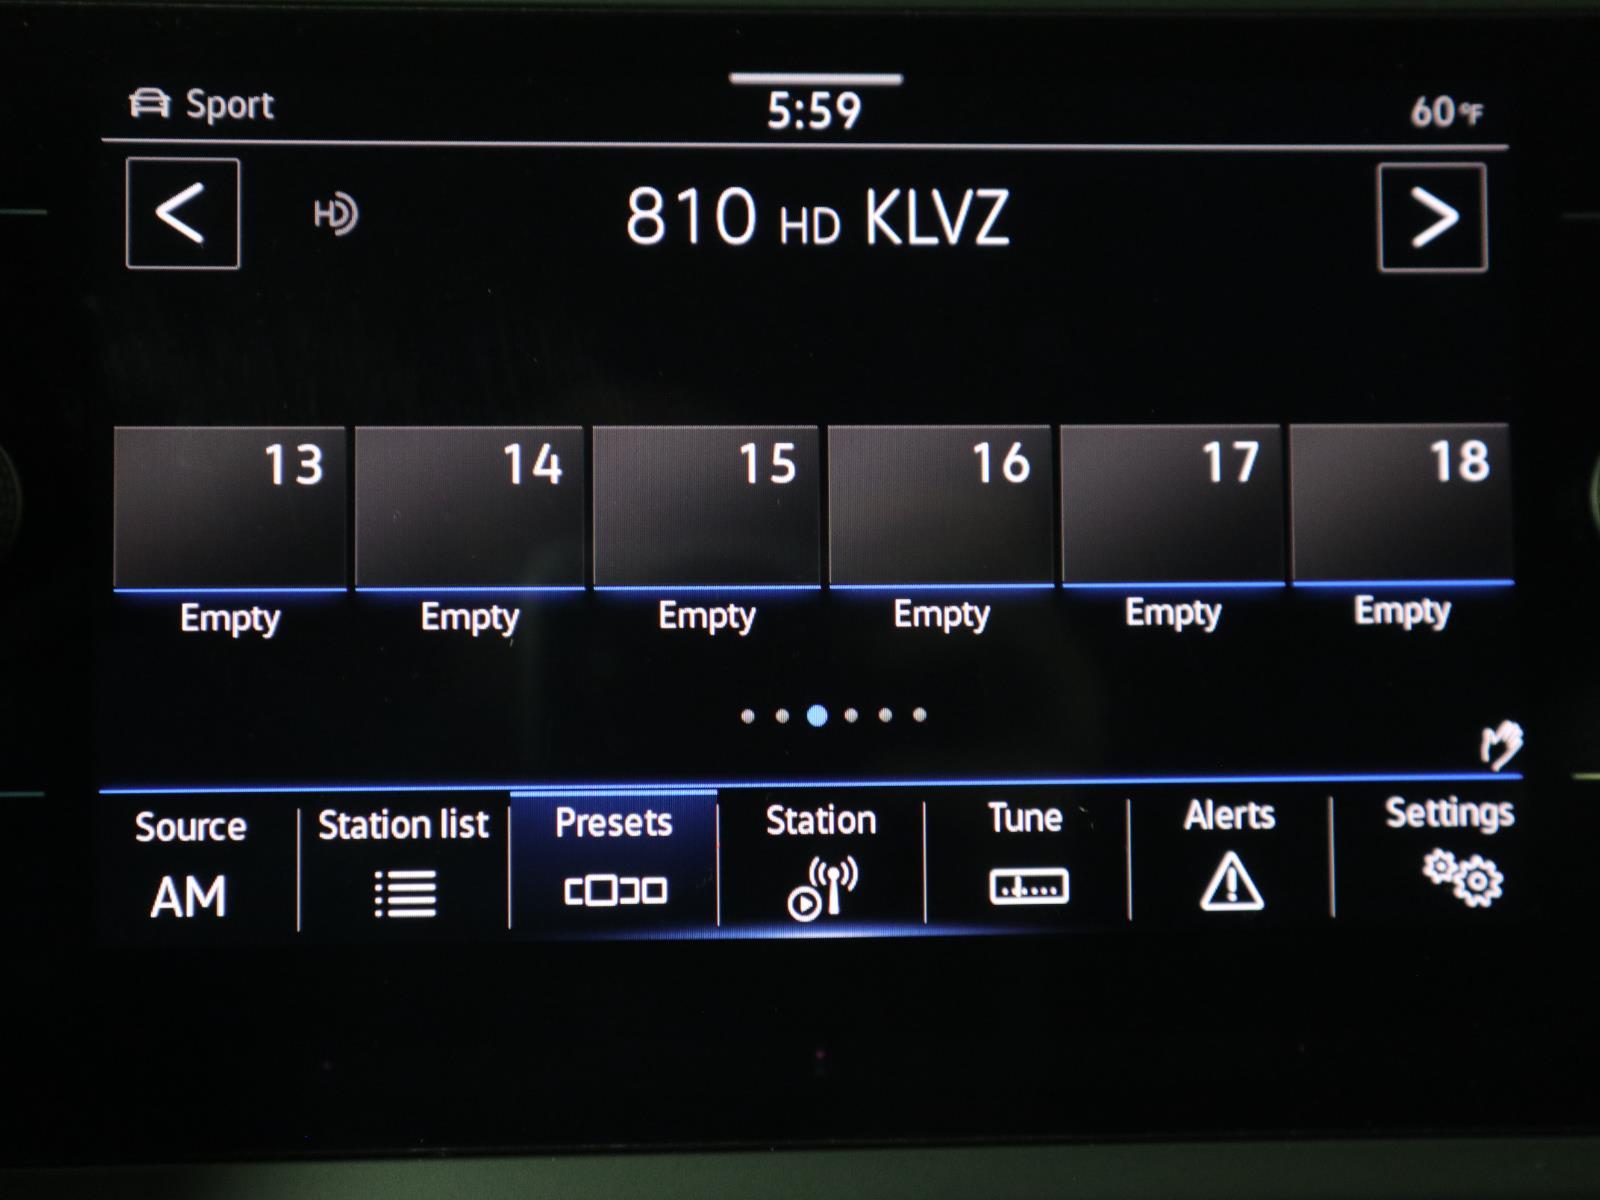 Sport
5:59
60°F
HD
810 HD KLVZ
13 14 15 16 17 18
Empty Empty Empty Empty Empty Empty
Source Station list Presets Station Tune Alerts Settings
AM